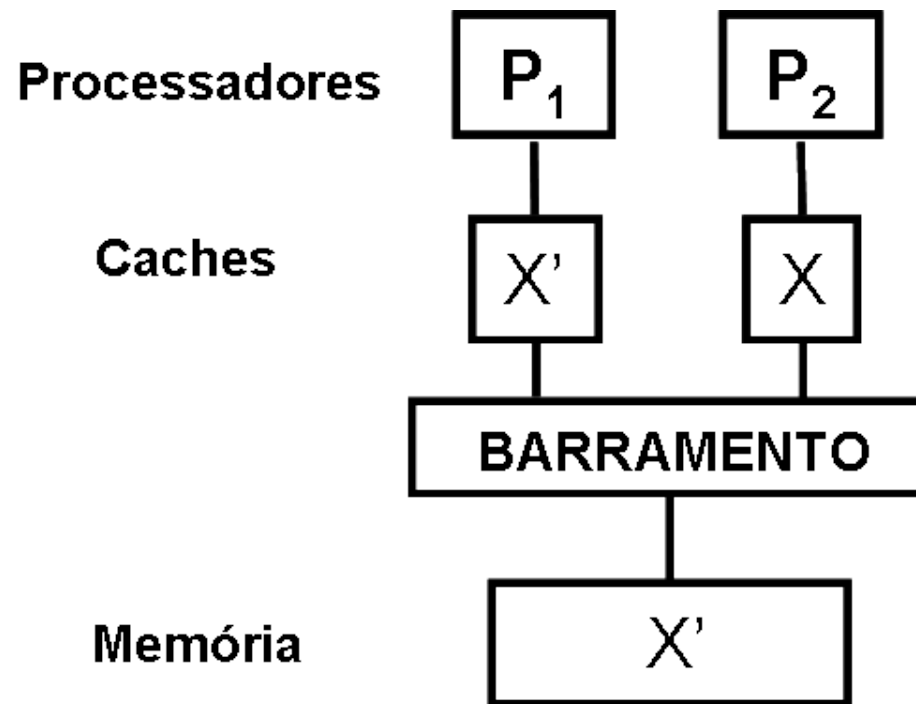 Processadores P₁ P₂
Caches X' X
BARRAMENTO
Memória X'